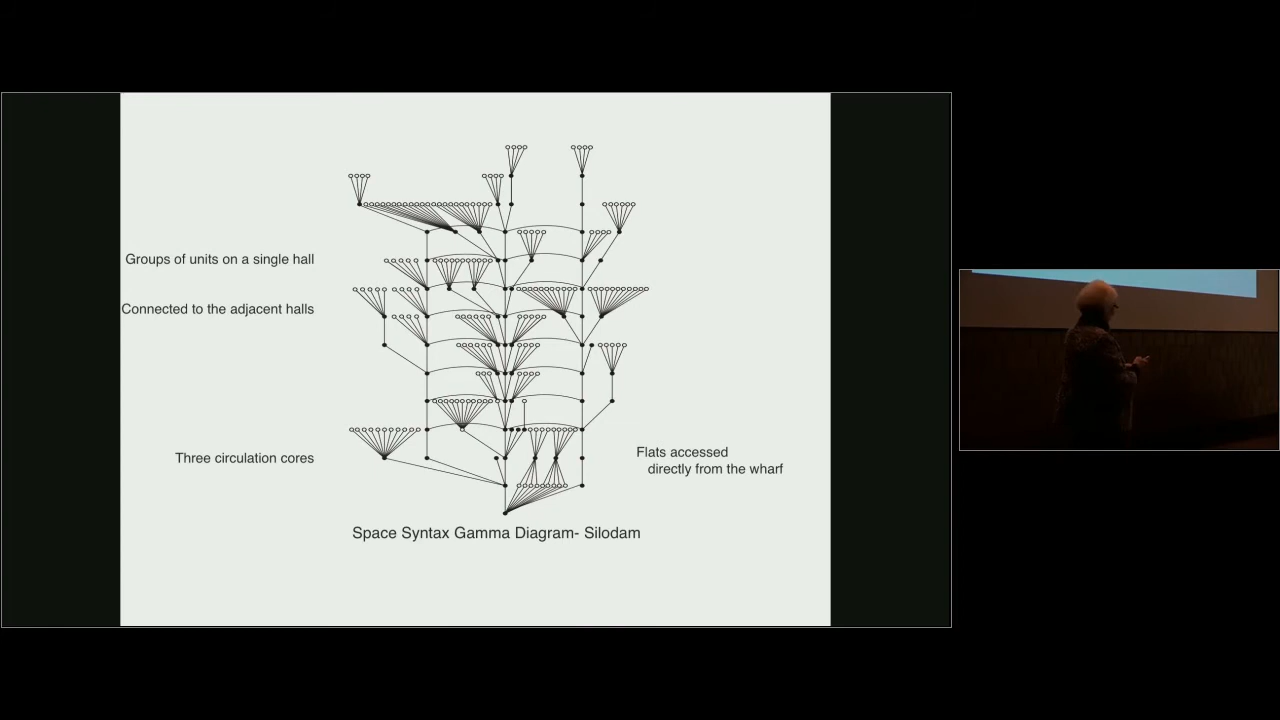 Groups of units on a single hall
Connected to the adjacent halls
Three circulation cores
Flats accessed
directly from the wharf
Space Syntax Gamma Diagram- Silodam